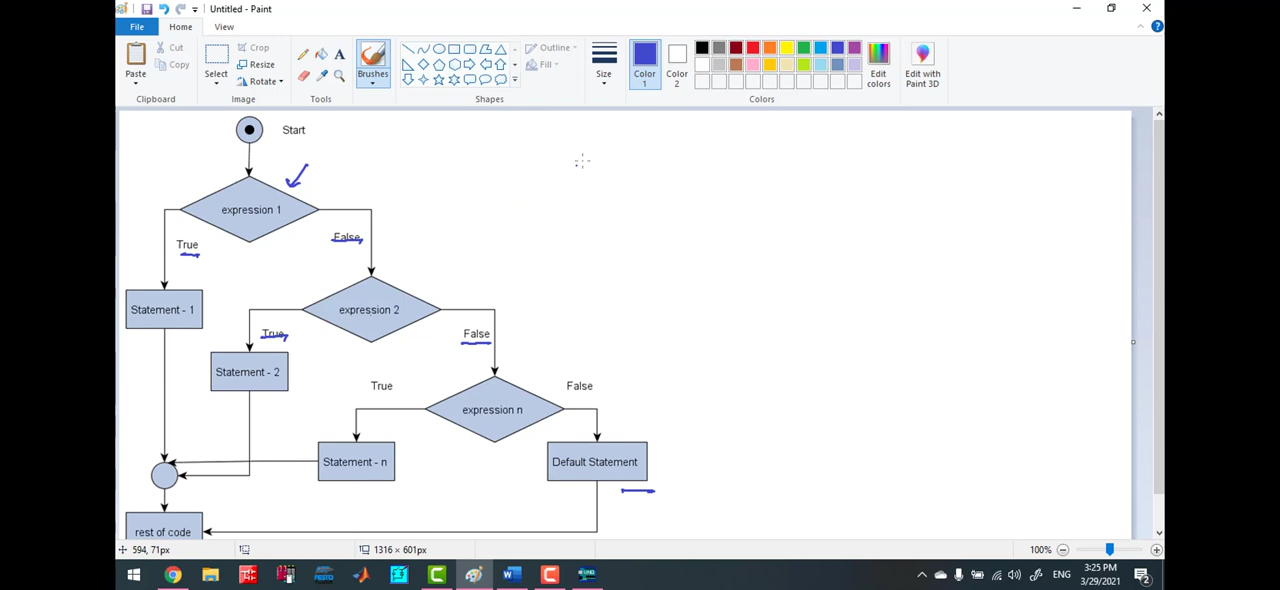 Untitled - Paint
File
Home
View
Paste
Cut
Copy
Clipboard
Select
Crop
Resize
Rotate
Image
Tools
Brushes
Shapes
Outline
Fill
Size
Color 1
Color 2
Colors
Edit colors
Edit with Paint 3D
Start
expression 1
True
False
Statement - 1
expression 2
True
False
Statement - 2
True
False
expression n
Statement - n
Default Statement
rest of code
594, 71px
1316 × 601px
100%
ENG
3:25 PM
3/29/2021
2